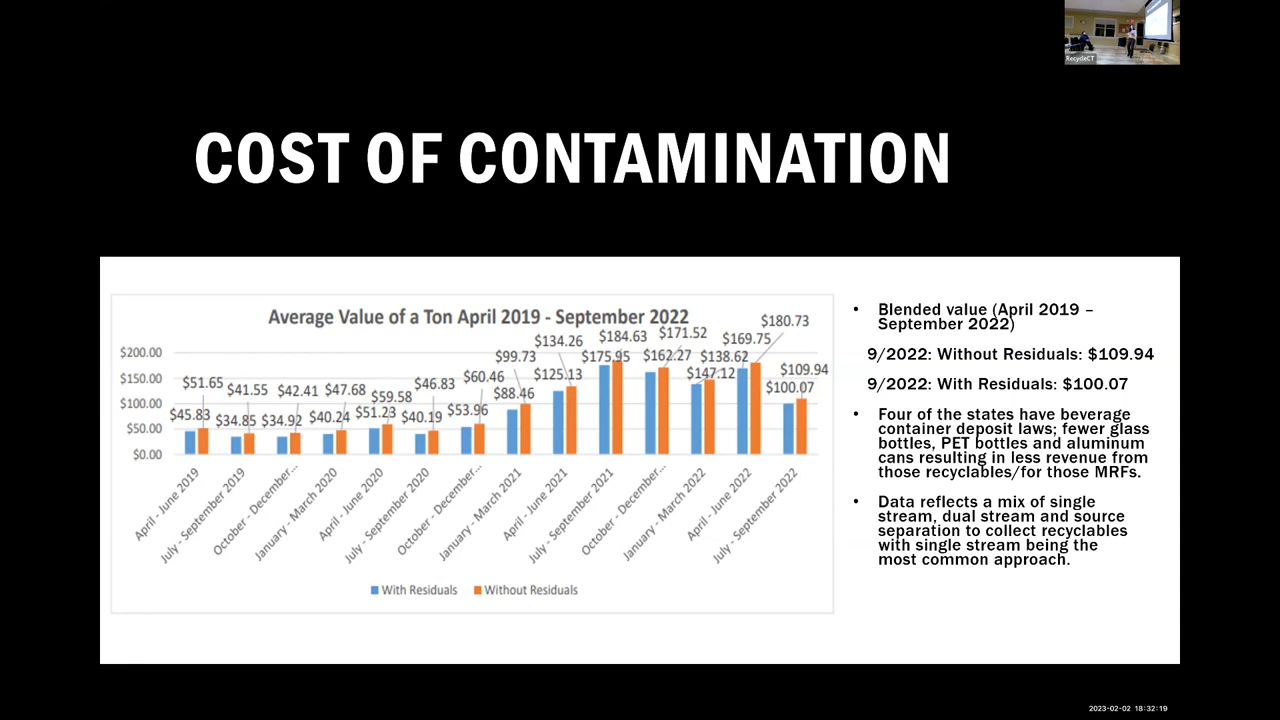 RecycleCT
COST OF CONTAMINATION
Average Value of a Ton April 2019 - September 2022
$200.00
$150.00
$100.00
$50.00
$0.00
$45.83
$51.65
$34.85
$41.55
$34.92
$42.41
$40.24
$47.68
$51.23
$59.58
$40.19
$46.83
$53.96
$60.46
$88.46
$99.73
$125.13
$134.26
$175.95
$184.63
$162.27
$171.52
$138.62
$147.12
$169.75
$180.73
$100.07
$109.94
April - June 2019
July - September 2019
October - December...
January - March 2020
April - June 2020
July - September 2020
October - December...
January - March 2021
April - June 2021
July - September 2021
October - December...
January - March 2022
April - June 2022
July - September 2022
With Residuals
Without Residuals
• Blended value (April 2019 –
September 2022)
9/2022: Without Residuals: $109.94
9/2022: With Residuals: $100.07
• Four of the states have beverage
container deposit laws; fewer glass
bottles, PET bottles and aluminum
cans resulting in less revenue from
those recyclables/for those MRFs.
• Data reflects a mix of single
stream, dual stream and source
separation to collect recyclables
with single stream being the
most common approach.
2023-02-02 18:32:19